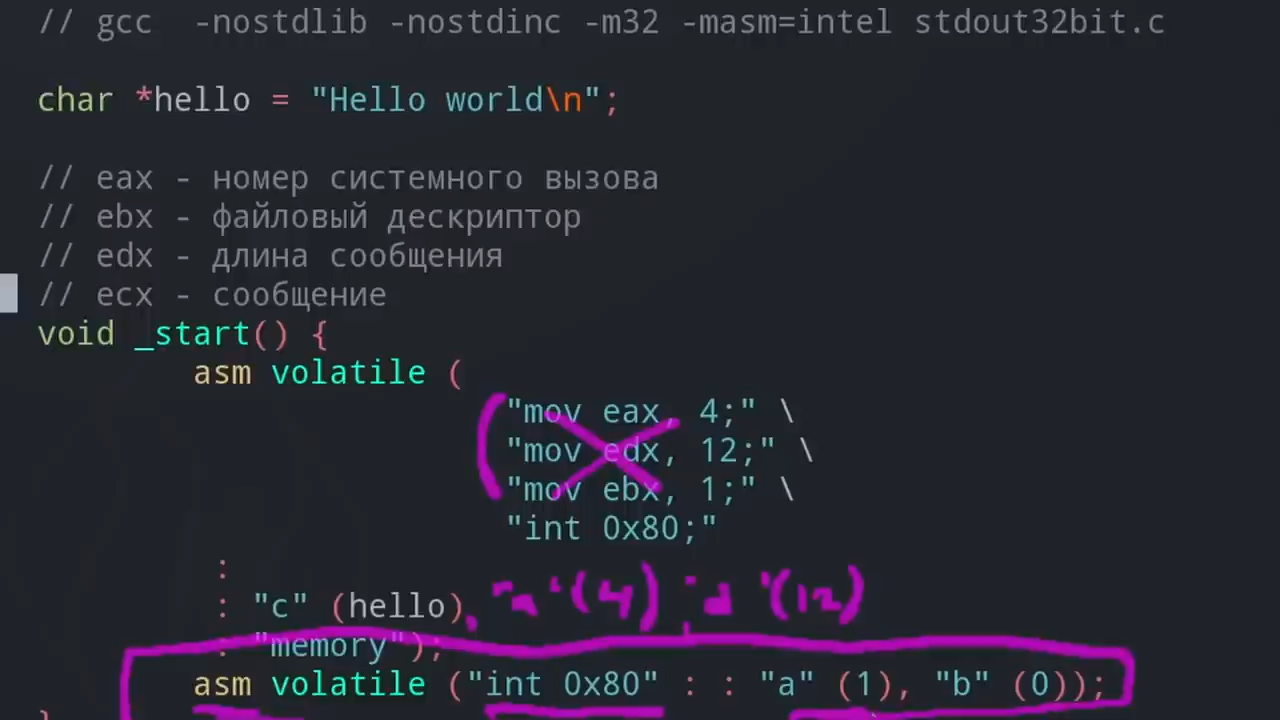 // gcc  -nostdlib -nostdinc -m32 -masm=intel stdout32bit.c
char *hello = "Hello world\n";
// eax - номер системного вызова
// ebx - файловый дескриптор
// edx - длина сообщения
// ecx - сообщение
void _start() {
asm volatile (
"mov eax, 4;" \
"mov edx, 12;" \
"mov ebx, 1;" \
"int 0x80;"
:
: "c" (hello), "a" (4), "d" (12)
: "memory");
asm volatile ("int 0x80" : : "a" (1), "b" (0));
}